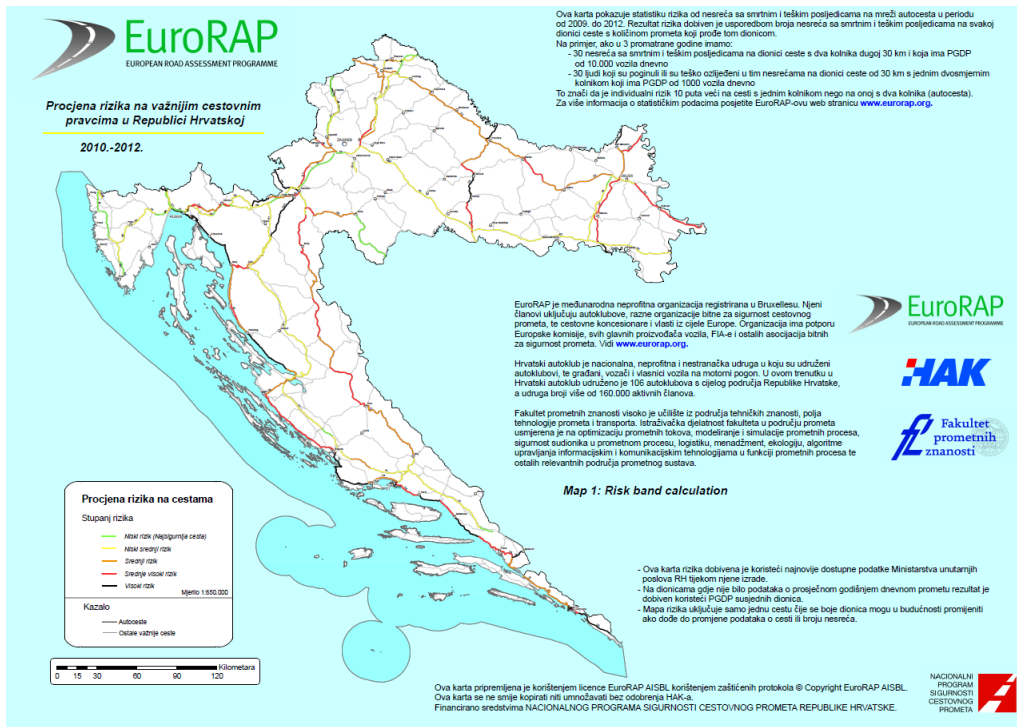 EuroRAP
EUROPEAN ROAD ASSESSMENT PROGRAMME
Procjena rizika na važnijim cestovnim
pravcima u Republici Hrvatskoj
2010.-2012.
Ova karta pokazuje statistiku rizika od nesreća sa smrtnim i teškim posljedicama na mreži autocesta u periodu
od 2009. do 2012. Rezultat rizika dobiven je usporedbom broja nesreća sa smrtnim i teškim posljedicama na svakoj
dionici ceste s količinom prometa koji prođe tom dionicom.
Na primjer, ako u 3 promatrane godine imamo:
- 30 nesreća sa smrtnim i teškim posljedicama na dionici ceste s dva kolnika dugoj 30 km i koja ima PGDP
od 10.000 vozila dnevno
- 30 ljudi koji su poginuli ili su teško ozlijeđeni u tim nesrećama na dionici ceste od 30 km s jednim dvosmjernim
kolnikom koji ima PGDP od 1000 vozila dnevno
To znači da je individualni rizik 10 puta veći na cesti s jednim kolnikom nego na onoj s dva kolnika (autocesta).
Za više informacija o statističkim podacima posjetite EuroRAP-ovu web stranicu www.eurorap.org.
EuroRAP je međunarodna neprofitna organizacija registrirana u Bruxellesu. Njeni
članovi uključuju autoklubove, razne organizacije bitne za sigurnost cestovnog
prometa, te cestovne koncesionare i vlasti iz cijele Europe. Organizacija ima potporu
Europske komisije, svih glavnih proizvođača vozila, FIA-e i ostalih asocijacija bitnih
za sigurnost prometa. Vidi www.eurorap.org.
Hrvatski autoklub je nacionalna, neprofitna i nestranačka udruga u koju su udruženi
autoklubovi, te građani, vozači i vlasnici vozila na motorni pogon. U ovom trenutku u
Hrvatski autoklub udruženo je 106 autoklubova s cijelog područja Republike Hrvatske,
a udruga broji više od 160.000 aktivnih članova.
Fakultet prometnih znanosti visoko je učilište iz područja tehničkih znanosti, polja
tehnologije prometa i transporta. Istraživačka djelatnost fakulteta u području prometa
usmjerena je na optimizaciju prometnih tokova, modeliranje i simulacije prometnih procesa,
sigurnost sudionika u prometnom procesu, logistiku, menadžment, ekologiju, algoritme
upravljanja informacijskim i komunikacijskim tehnologijama u funkciji prometnih procesa te
ostalih relevantnih područja prometnog sustava.
EuroRAP
EUROPEAN ROAD ASSESSMENT PROGRAMME
HAK
Fakultet
prometnih
znanosti
Map 1: Risk band calculation
Procjena rizika na cestama
Stupanj rizika
Niski rizik (Najsigurnija cesta)
Niski srednji rizik
Srednji rizik
Srednje visoki rizik
Visoki rizik
Mjerilo 1:650.000
Kazalo
Autoceste
Ostale važnije ceste
Kilometara
0 15 30 60 90 120
- Ova karta rizika dobivena je koristeći najnovije dostupne podatke Ministarstva unutarnjih
poslova RH tijekom njene izrade.
- Na dionicama gdje nije bilo podataka o prosječnom godišnjem dnevnom prometu rezultat je
dobiven koristeći PGDP susjednih dionica.
- Mapa rizika uključuje samo jednu cestu čije se boje dionica mogu u budućnosti promijeniti
ako dođe do promjene podataka o cesti ili broju nesreća.
Ova karta pripremljena je korištenjem licence EuroRAP AISBL korištenjem zaštićenih protokola © Copyright EuroRAP AISBL.
Ova karta se ne smije kopirati niti umnožavati bez odobrenja HAK-a.
Financirano sredstvima NACIONALNOG PROGRAMA SIGURNOSTI CESTOVNOG PROMETA REPUBLIKE HRVATSKE.
NACIONALNI
PROGRAM
SIGURNOSTI
CESTOVNOG
PROMETA